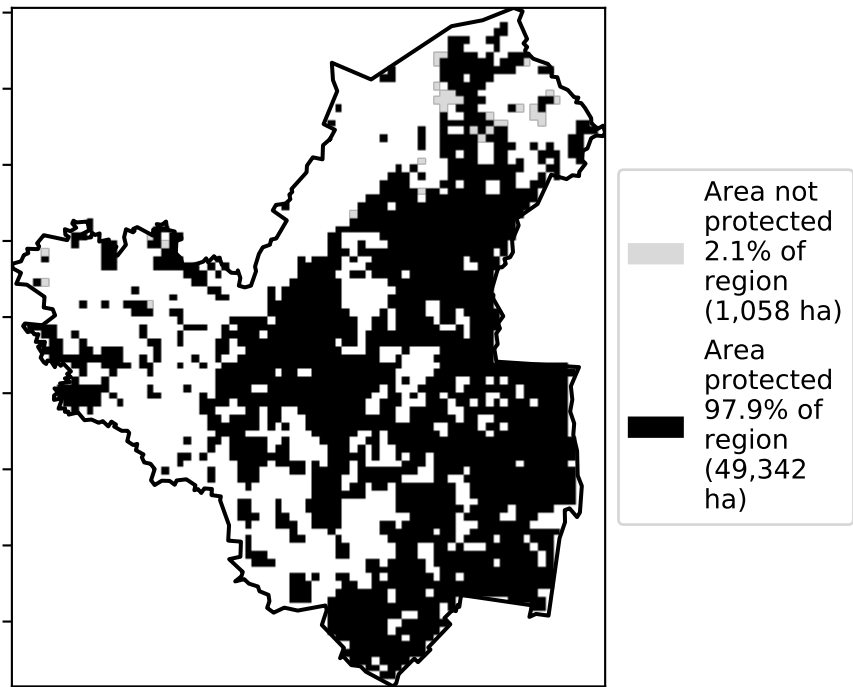 Area not
protected
2.1% of
region
(1,058 ha)
Area
protected
97.9% of
region
(49,342
ha)